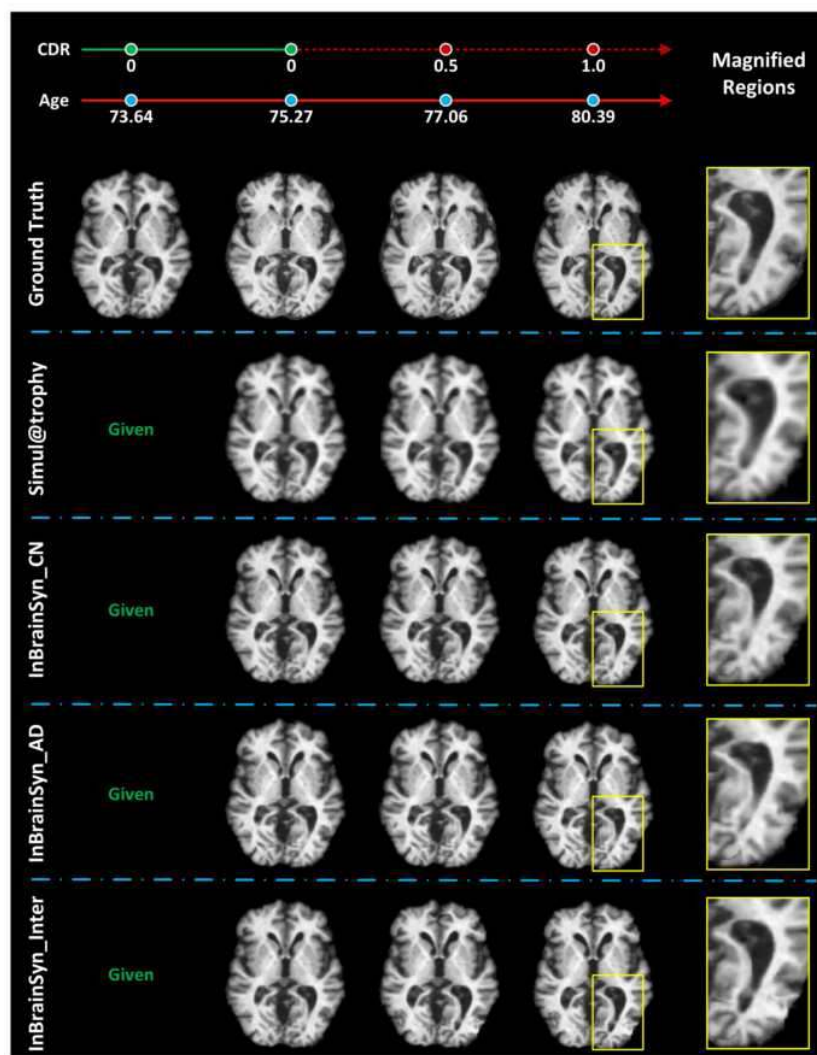 CDR
0 0 0.5 1.0
Magnified
Regions
Age
73.64 75.27 77.06 80.39
Ground Truth
Simul@trophy
Given
InBrainSyn_CN
Given
InBrainSyn_AD
Given
InBrainSyn_Inter
Given